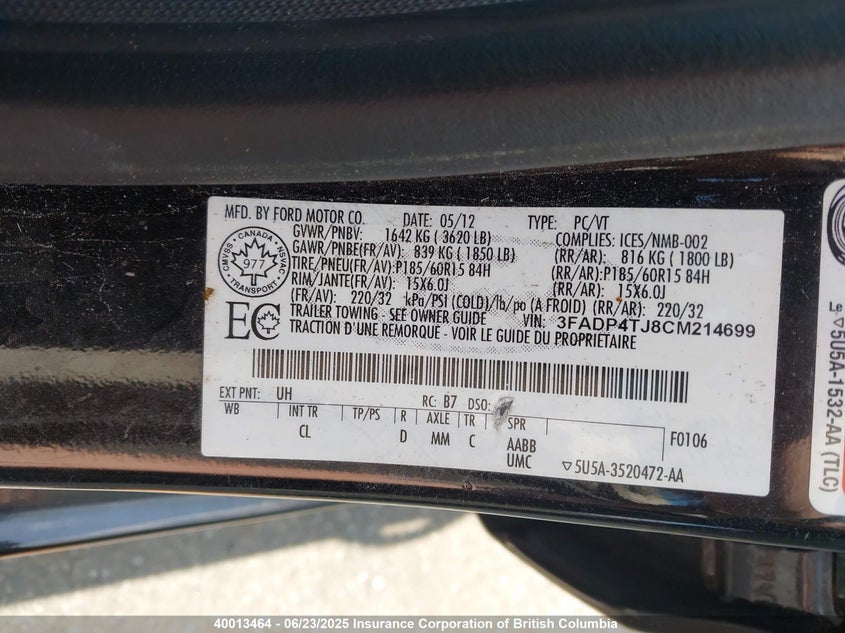 MFD. BY FORD MOTOR CO. DATE: 05/12 TYPE: PC/VT
GVWR/PNBV: 1642 KG ( 3620 LB) COMPLIES: ICES/NMB-002
GAWR/PNBE(FR/AV): 839 KG ( 1850 LB) (RR/AR): 816 KG ( 1800 LB)
TIRE/PNEU(FR/AV):P185/60R15 84H (RR/AR):P185/60R15 84H
RIM/JANTE(FR/AV): 15X6.0J (RR/AR): 15X6.0J
(FR/AV): 220/32 kPa/PSI (COLD)/lb/po (A FROID) (RR/AR): 220/32
TRAILER TOWING - SEE OWNER GUIDE VIN: 3FADP4TJ8CM214699
TRACTION D'UNE REMORQUE - VOIR LE GUIDE DU PROPRIÉTAIRE
CANADA
CMVSS NSVAC
977
TRANSPORT
EC
EXT PNT: UH RC: B7 DSO:
WB INT TR TP/PS R AXLE TR SPR F0106
CL D MM C AABB
UMC ▽5U5A-3520472-AA
▽5U5A-1532-AA (TLC)
40013464 - 06/23/2025 Insurance Corporation of British Columbia